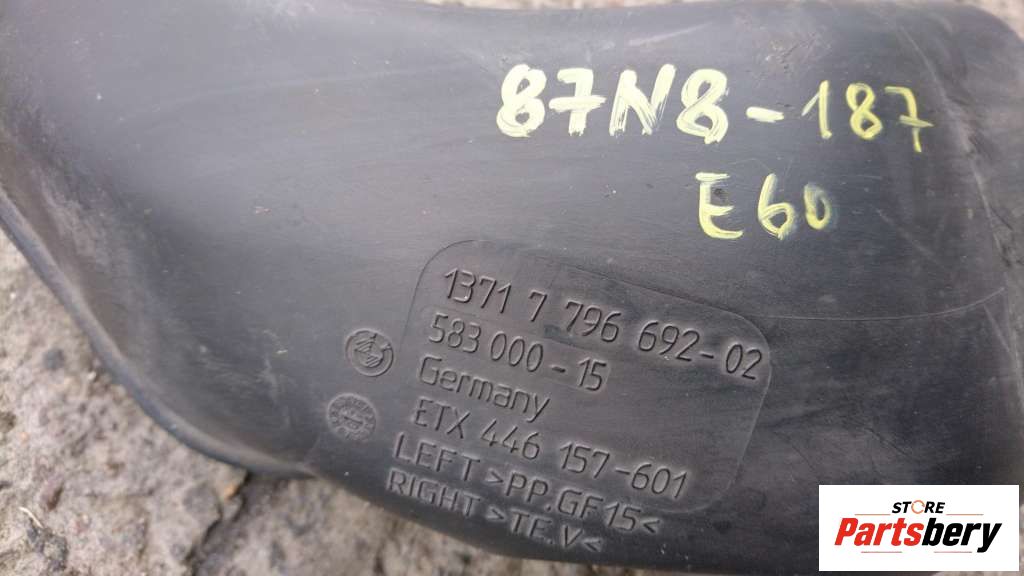 87N8-187
E60
1371 7 796 692-02
583 000-15
Germany
ETX 446 157-601
LEFT >PP.GF15<
RIGHT >TE.V<
STORE
Partsbery